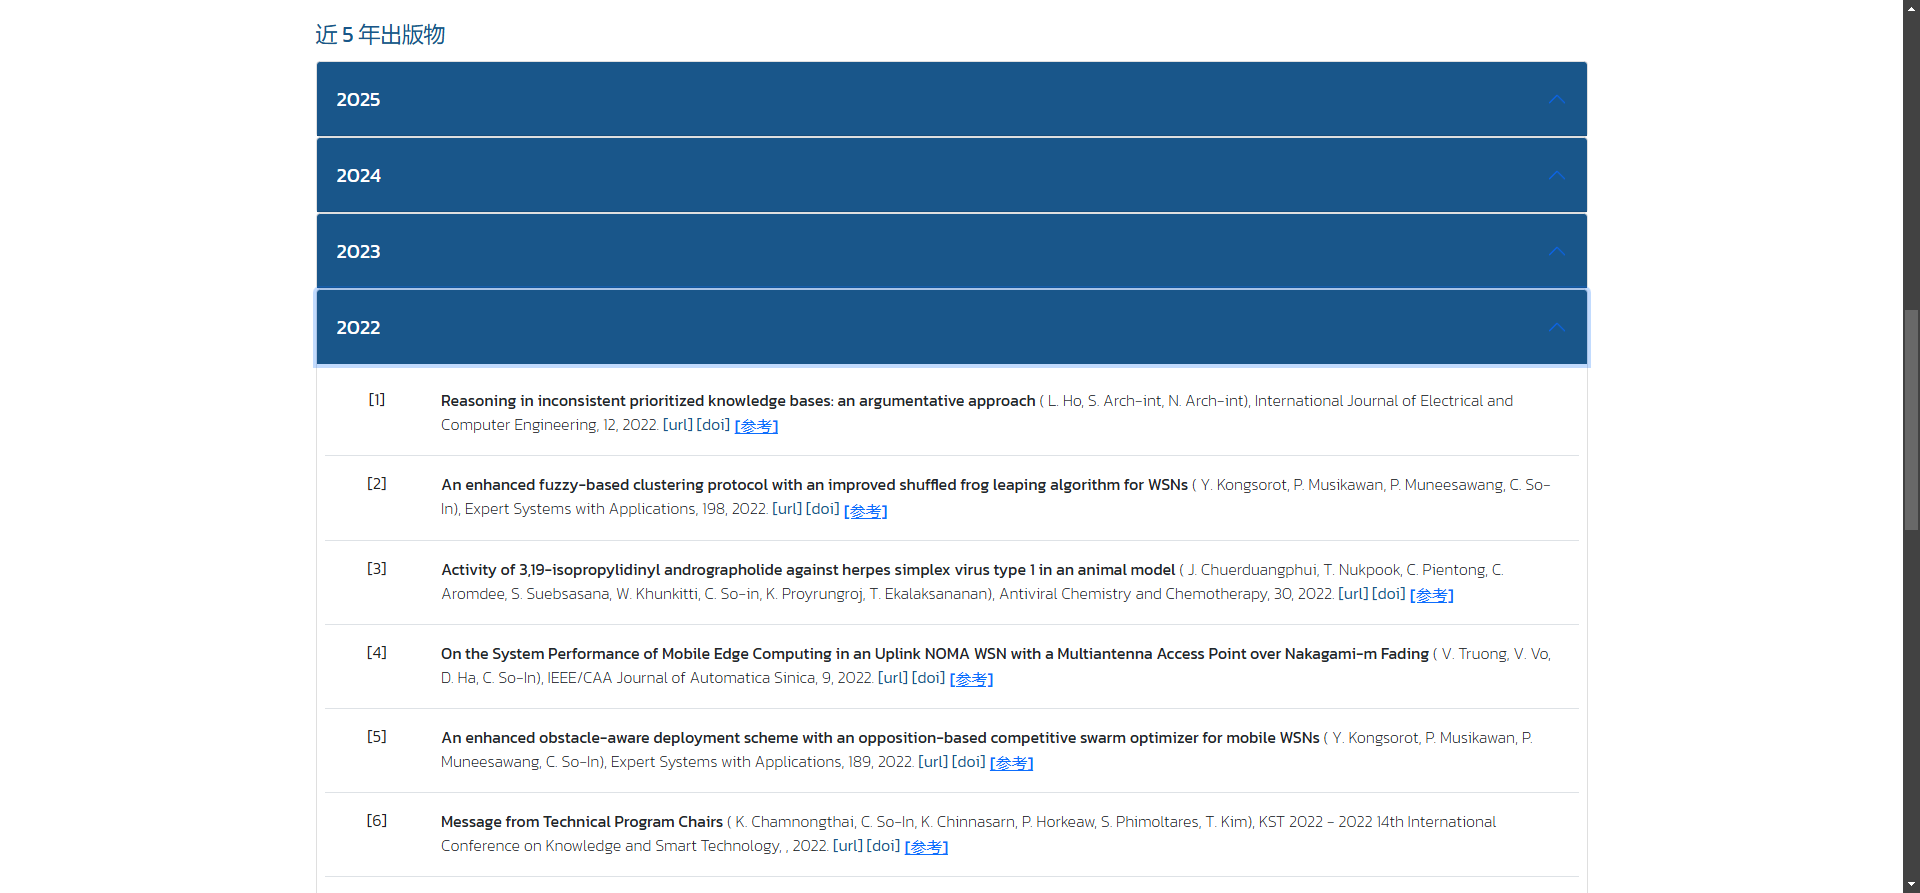 近 5 年出版物
2025
2024
2023
2022
[1] Reasoning in inconsistent prioritized knowledge bases: an argumentative approach ( L. Ho, S. Arch-int, N. Arch-int), International Journal of Electrical and
Computer Engineering, 12, 2022. [url] [doi] [参考]
[2] An enhanced fuzzy-based clustering protocol with an improved shuffled frog leaping algorithm for WSNs ( Y. Kongsorot, P. Musikawan, P. Muneesawang, C. So-
In), Expert Systems with Applications, 198, 2022. [url] [doi] [参考]
[3] Activity of 3,19-isopropylidinyl andrographolide against herpes simplex virus type 1 in an animal model ( J. Chuerduangphui, T. Nukpook, C. Pientong, C.
Aromdee, S. Suebsasana, W. Khunkitti, C. So-in, K. Proyrungroj, T. Ekalaksananan), Antiviral Chemistry and Chemotherapy, 30, 2022. [url] [doi] [参考]
[4] On the System Performance of Mobile Edge Computing in an Uplink NOMA WSN with a Multiantenna Access Point over Nakagami-m Fading ( V. Truong, V. Vo,
D. Ha, C. So-In), IEEE/CAA Journal of Automatica Sinica, 9, 2022. [url] [doi] [参考]
[5] An enhanced obstacle-aware deployment scheme with an opposition-based competitive swarm optimizer for mobile WSNs ( Y. Kongsorot, P. Musikawan, P.
Muneesawang, C. So-In), Expert Systems with Applications, 189, 2022. [url] [doi] [参考]
[6] Message from Technical Program Chairs ( K. Chamnongthai, C. So-In, K. Chinnasarn, P. Horkeaw, S. Phimoltares, T. Kim), KST 2022 - 2022 14th International
Conference on Knowledge and Smart Technology, , 2022. [url] [doi] [参考]